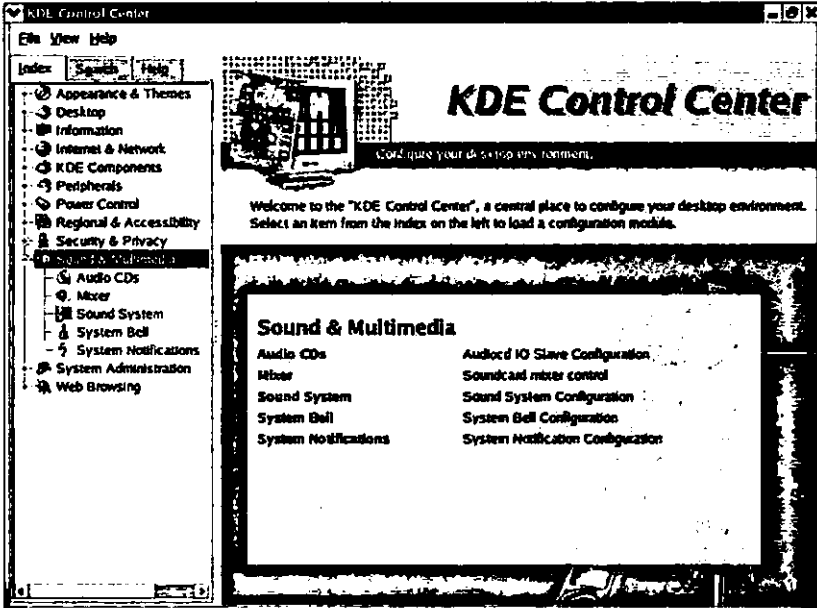 KDE Control Center
File View Help
Index Search Help
Appearance & Themes
Desktop
Information
Internet & Network
KDE Components
Peripherals
Power Control
Regional & Accessibility
Security & Privacy
Sound & Multimedia
Audio CDs
Mixer
Sound System
System Bell
System Notifications
System Administration
Web Browsing
KDE Control Center
Configure your desktop environment.
Welcome to the "KDE Control Center", a central place to configure your desktop environment.
Select an item from the index on the left to load a configuration module.
Sound & Multimedia
Audio CDs Audiocd IO Slave Configuration
Mixer Soundcard mixer control
Sound System Sound System Configuration
System Bell System Bell Configuration
System Notifications System Notification Configuration